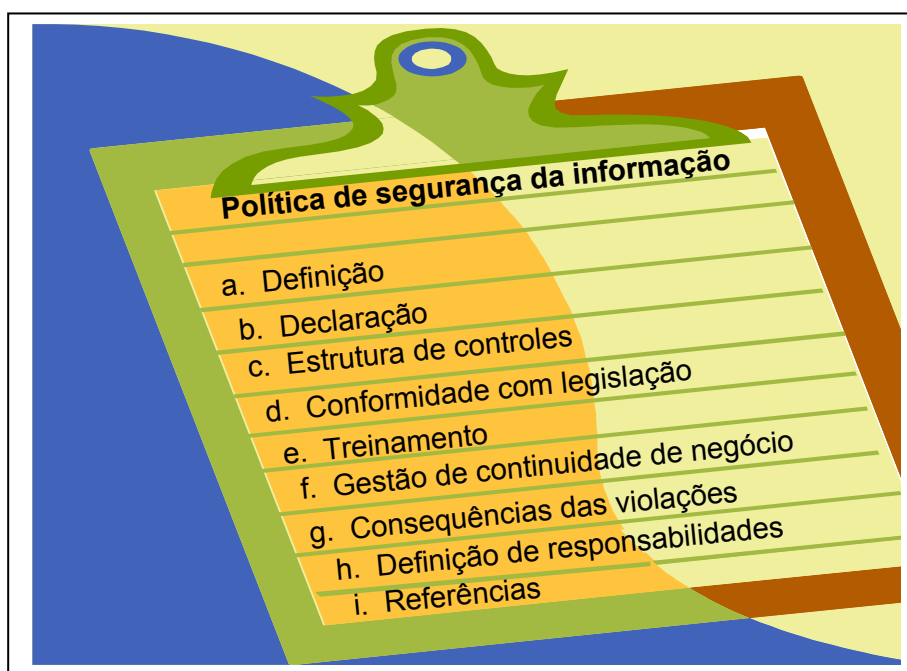 Política de segurança da informação
a. Definição
b. Declaração
c. Estrutura de controles
d. Conformidade com legislação
e. Treinamento
f. Gestão de continuidade de negócio
g. Consequências das violações
h. Definição de responsabilidades
i. Referências